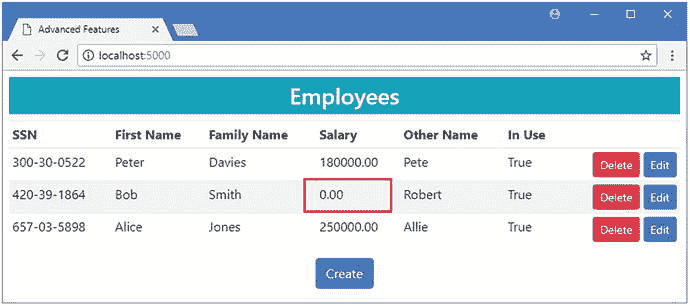 Advanced Features
localhost:5000
Employees
SSN First Name Family Name Salary Other Name In Use
300-30-0522 Peter Davies 180000.00 Pete True Delete Edit
420-39-1864 Bob Smith 0.00 Robert True Delete Edit
657-03-5898 Alice Jones 250000.00 Allie True Delete Edit
Create